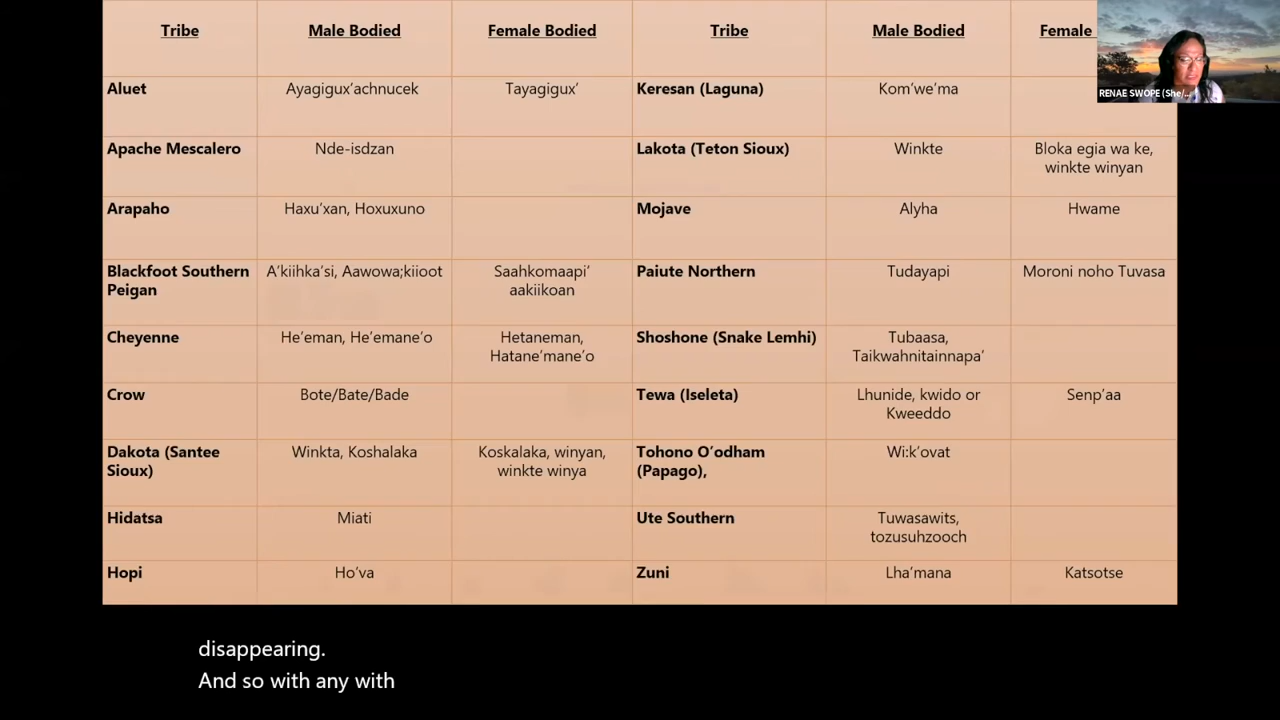 Tribe Male Bodied Female Bodied Tribe Male Bodied Female
RENAE SWOPE (She/...
Aluet Ayagigux’achnucek Tayagigux’ Keresan (Laguna) Kom’we’ma
Apache Mescalero Nde-isdzan Lakota (Teton Sioux) Winkte Bloka egia wa ke,
winkte winyan
Arapaho Haxu’xan, Hoxuxuno Mojave Alyha Hwame
Blackfoot Southern A’kiihka’si, Aawowa;kiioot Saahkomaapi’ Paiute Northern Tudayapi Moroni noho Tuvasa
Peigan aakiikoan
Cheyenne He’eman, He’emane’o Hetaneman, Shoshone (Snake Lemhi) Tubaasa,
Hatane’mane’o Taikwahnitainnapa’
Crow Bote/Bate/Bade Tewa (Iseleta) Lhunide, kwido or Senp’aa
Kweeddo
Dakota (Santee Winkta, Koshalaka Koskalaka, winyan, Tohono O’odham Wi:k’ovat
Sioux) winkte winya (Papago),
Hidatsa Miati Ute Southern Tuwasawits,
tozusuhzooch
Hopi Ho’va Zuni Lha’mana Katsotse
disappearing.
And so with any with